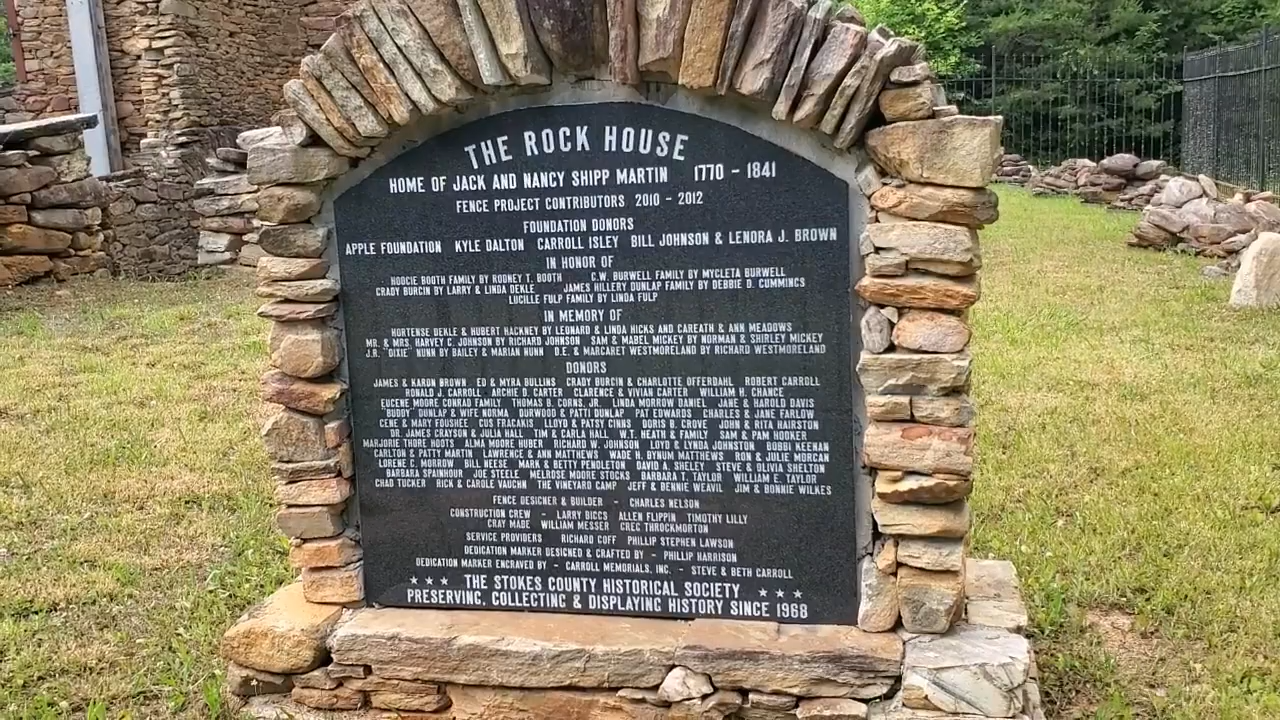 THE ROCK HOUSE
HOME OF JACK AND NANCY SHIPP MARTIN 1770 - 1841
FENCE PROJECT CONTRIBUTORS 2010 - 2012
FOUNDATION DONORS
APPLE FOUNDATION KYLE DALTON CARROLL ISLEY BILL JOHNSON & LENORA J. BROWN
IN HONOR OF
HOOCIE BOOTH FAMILY BY RODNEY T. BOOTH C.W. BURWELL FAMILY BY MYCLETA BURWELL
GRADY BURGIN BY LARRY & LINDA DEKLE JAMES HILLERY DUNLAP FAMILY BY DEBBIE D. CUMMINGS
LUCILLE FULP FAMILY BY LINDA FULP
IN MEMORY OF
HORTENSE DEKLE & HUBERT HACKNEY BY LEONARD & LINDA HICKS AND CAREATH & ANN MEADOWS
MR. & MRS. HARVEY C. JOHNSON BY RICHARD JOHNSON SAM & MABEL MICKEY BY NORMAN & SHIRLEY MICKEY
J.R. "DIXIE" NUNN BY BAILEY & MARIAN NUNN D.E. & MARGARET WESTMORELAND BY RICHARD WESTMORELAND
DONORS
JAMES & KARON BROWN ED & MYRA BULLINS GRADY BURGIN & CHARLOTTE OFFERDAHL ROBERT CARROLL
RONALD J. CARROLL ARCHIE D. CARTER CLARENCE & VIVIAN CARTER WILLIAM H. CHANCE
EUGENE MOORE CONRAD FAMILY THOMAS B. CORNS, JR. LINDA MORROW DANIEL JANE & HAROLD DAVIS
"BUDDY" DUNLAP & WIFE NORMA DURWOOD & PATTI DUNLAP PAT EDWARDS CHARLES & JANE FARLOW
GENE & MARY FOUSHEE GUS FRAGAKIS LLOYD & PATSY GINNS DORIS B. GROVE JOHN & RITA HAIRSTON
DR. JAMES GRAYSON & JULIA HALL TIM & CARLA HALL W.T. HEATH & FAMILY SAM & PAM HOOKER
MARJORIE THORE HOOTS ALMA MOORE HUBER RICHARD W. JOHNSON LOYD & LYNDA JOHNSTON BOBBI KEENAN
CARLTON & PATTY MARTIN LAWRENCE & ANN MATTHEWS WADE H. BYNUM MATTHEWS RON & JULIE MORGAN
LORENE C. MORROW BILL NEESE MARK & BETTY PENDLETON DAVID A. SHELEY STEVE & OLIVIA SHELTON
BARBARA SPAINHOUR JOE STEELE MELROSE MOORE STOCKS BARBARA T. TAYLOR WILLIAM E. TAYLOR
CHAD TUCKER RICK & CAROLE VAUGHN THE VINEYARD CAMP JEFF & BENNIE WEAVIL JIM & BONNIE WILKES
FENCE DESIGNER & BUILDER - CHARLES NELSON
CONSTRUCTION CREW - LARRY BIGGS ALLEN FLIPPIN TIMOTHY LILLY
GRAY MADE WILLIAM MESSER GREG THROCKMORTON
SERVICE PROVIDERS RICHARD GOFF PHILLIP STEPHEN LAWSON
DEDICATION MARKER DESIGNED & CRAFTED BY - PHILLIP HARRISON
DEDICATION MARKER ENGRAVED BY - CARROLL MEMORIALS, INC. - STEVE & BETH CARROLL
★ ★ ★ THE STOKES COUNTY HISTORICAL SOCIETY ★ ★ ★
PRESERVING, COLLECTING & DISPLAYING HISTORY SINCE 1968